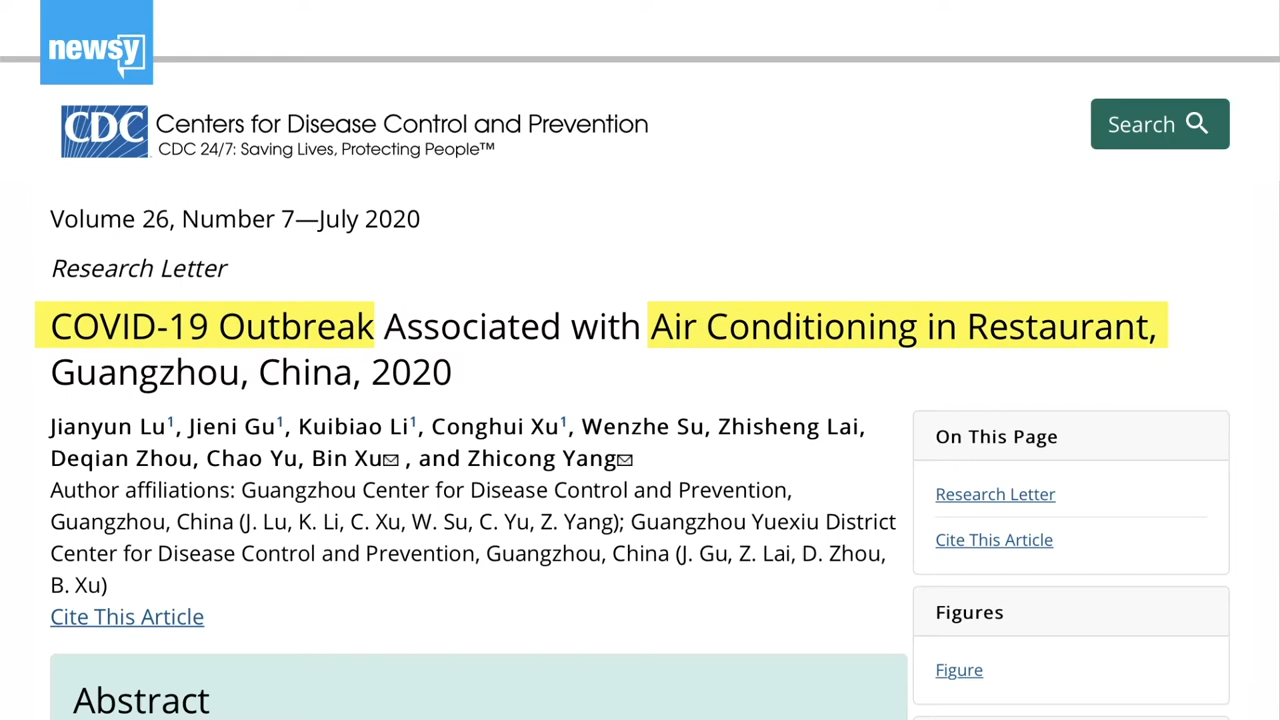 newsy
CDC Centers for Disease Control and Prevention
CDC 24/7: Saving Lives, Protecting People™
Search
Volume 26, Number 7—July 2020
Research Letter
COVID-19 Outbreak Associated with Air Conditioning in Restaurant,
Guangzhou, China, 2020
Jianyun Lu1, Jieni Gu1, Kuibiao Li1, Conghui Xu1, Wenzhe Su, Zhisheng Lai,
Deqian Zhou, Chao Yu, Bin Xu , and Zhicong Yang
Author affiliations: Guangzhou Center for Disease Control and Prevention,
Guangzhou, China (J. Lu, K. Li, C. Xu, W. Su, C. Yu, Z. Yang); Guangzhou Yuexiu District
Center for Disease Control and Prevention, Guangzhou, China (J. Gu, Z. Lai, D. Zhou,
B. Xu)
Cite This Article
Abstract
On This Page
Research Letter
Cite This Article
Figures
Figure